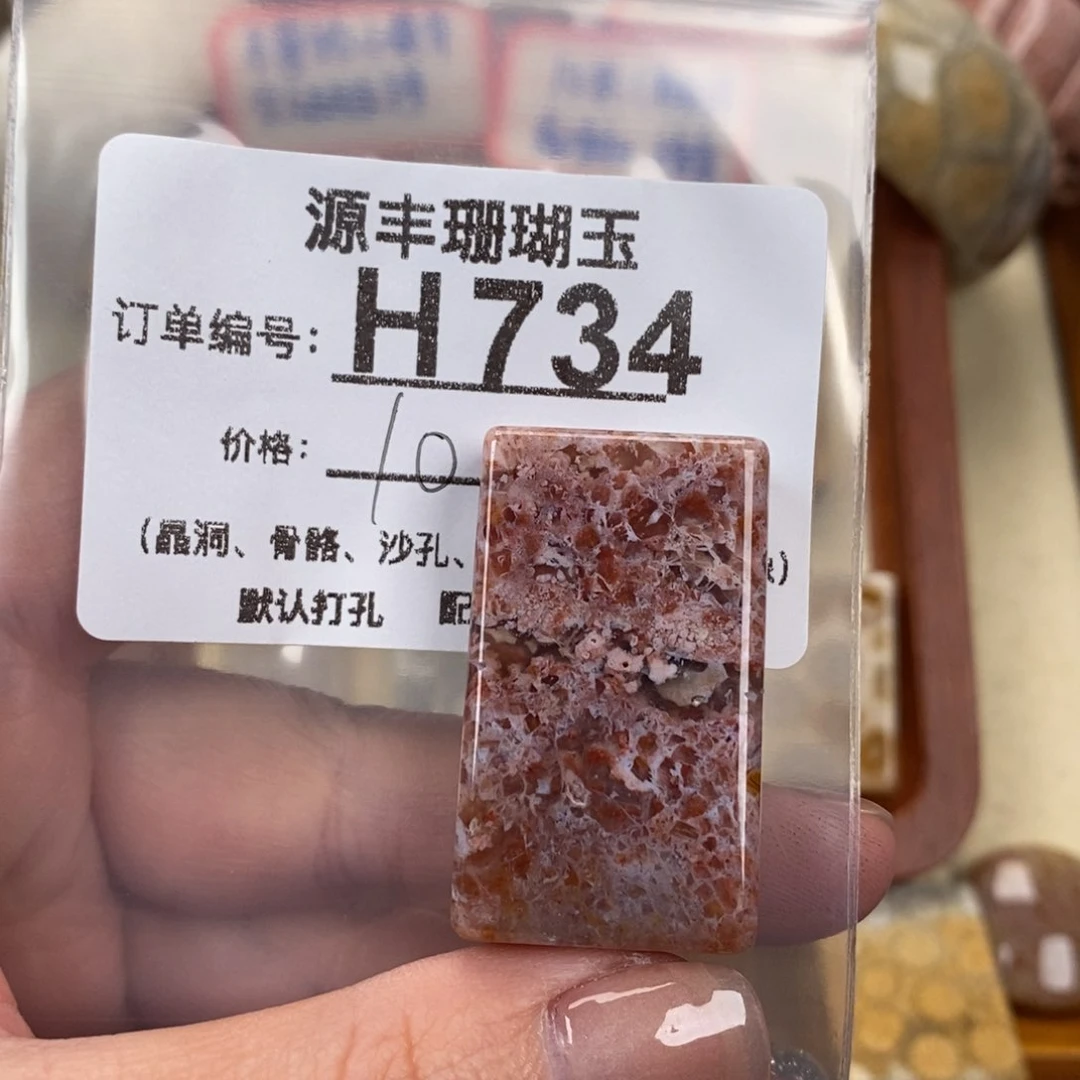 源丰珊瑚玉
订单编号: H734
价格: 10
(晶洞、骨骼、沙孔、
默认打孔 配